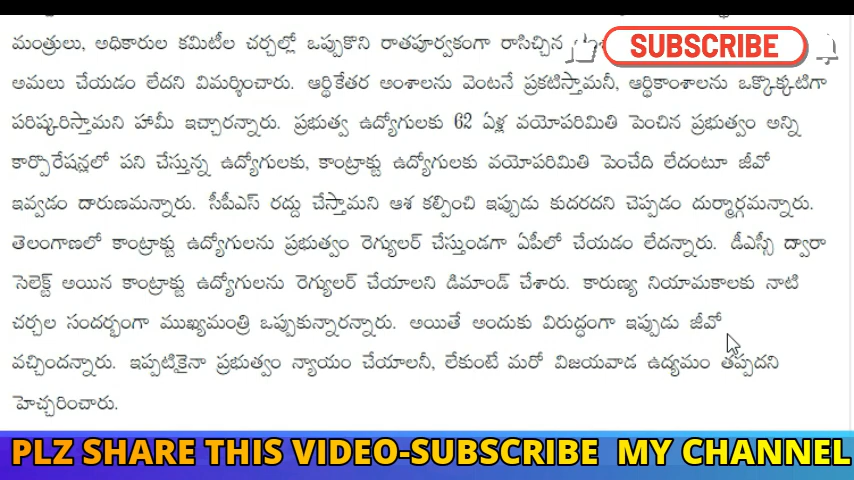 మంత్రులు, అధికారుల కమిటీల చర్చల్లో ఒప్పుకొని రాతపూర్వకంగా రాసిచ్చిన
SUBSCRIBE
అమలు చేయడం లేదని విమర్శించారు. ఆర్థికేతర అంశాలను వెంటనే ప్రకటిస్తామనీ, ఆర్థికాంశాలను ఒక్కొక్కటిగా
పరిష్కరిస్తామని హామీ ఇచ్చారన్నారు. ప్రభుత్వ ఉద్యోగులకు 62 ఏళ్ల వయోపరిమితి పెంచిన ప్రభుత్వం అన్ని
కార్పొరేషన్లలో పని చేస్తున్న ఉద్యోగులకు, కాంట్రాక్టు ఉద్యోగులకు వయోపరిమితి పెంచేది లేదంటూ జీవో
ఇవ్వడం దారుణమన్నారు. సీపీఎస్ రద్దు చేస్తామని ఆశ కల్పించి ఇప్పుడు కుదరదని చెప్పడం దుర్మార్గమన్నారు.
తెలంగాణలో కాంట్రాక్టు ఉద్యోగులను ప్రభుత్వం రెగ్యులర్ చేస్తుండగా ఏపీలో చేయడం లేదన్నారు. డీఎస్సీ ద్వారా
సెలెక్ట్ అయిన కాంట్రాక్టు ఉద్యోగులను రెగ్యులర్ చేయాలని డిమాండ్ చేశారు. కారుణ్య నియామకాలకు నాటి
చర్చల సందర్భంగా ముఖ్యమంత్రి ఒప్పుకున్నారన్నారు. అయితే అందుకు విరుద్ధంగా ఇప్పుడు జీవో
వచ్చిందన్నారు. ఇప్పటికైనా ప్రభుత్వం న్యాయం చేయాలనీ, లేకుంటే మరో విజయవాడ ఉద్యమం తప్పదని
హెచ్చరించారు.
PLZ SHARE THIS VIDEO-SUBSCRIBE MY CHANNEL